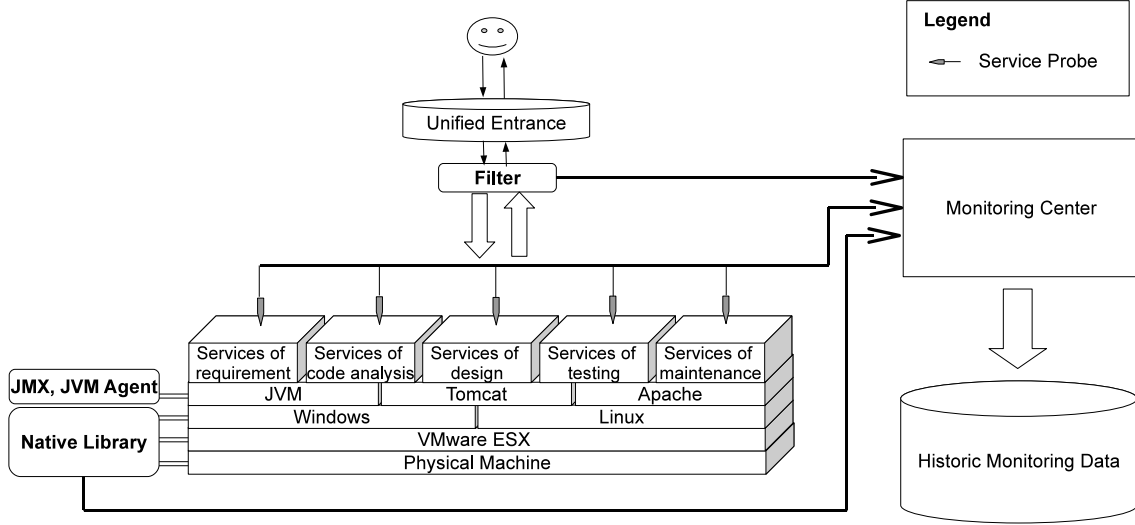 Legend
Service Probe
Unified Entrance
Filter
Monitoring Center
Services of
requirement
Services of
code analysis
Services of
design
Services of
testing
Services of
maintenance
JMX, JVM Agent
JVM
Tomcat
Apache
Windows
Linux
Native Library
VMware ESX
Physical Machine
Historic Monitoring Data